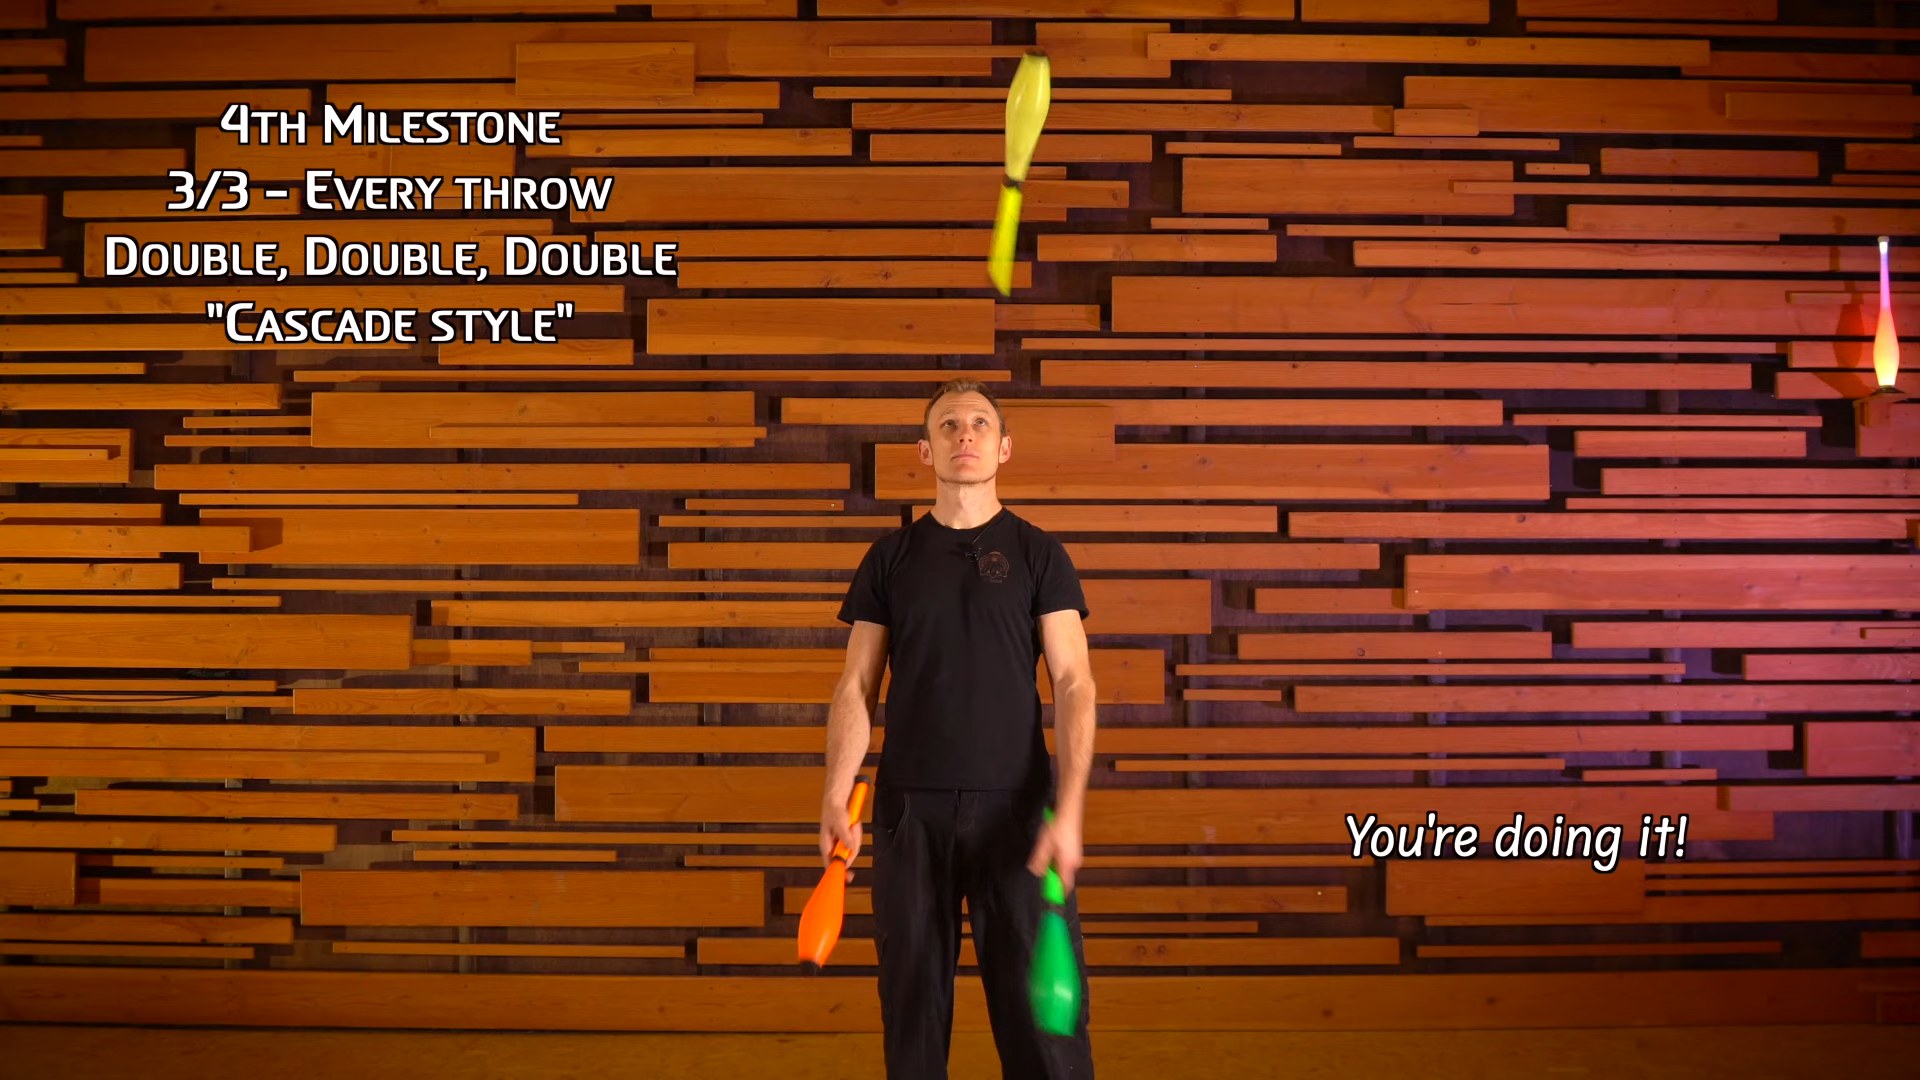 4th Milestone
3/3 - Every throw
Double, Double, Double
"Cascade style"
You're doing it!